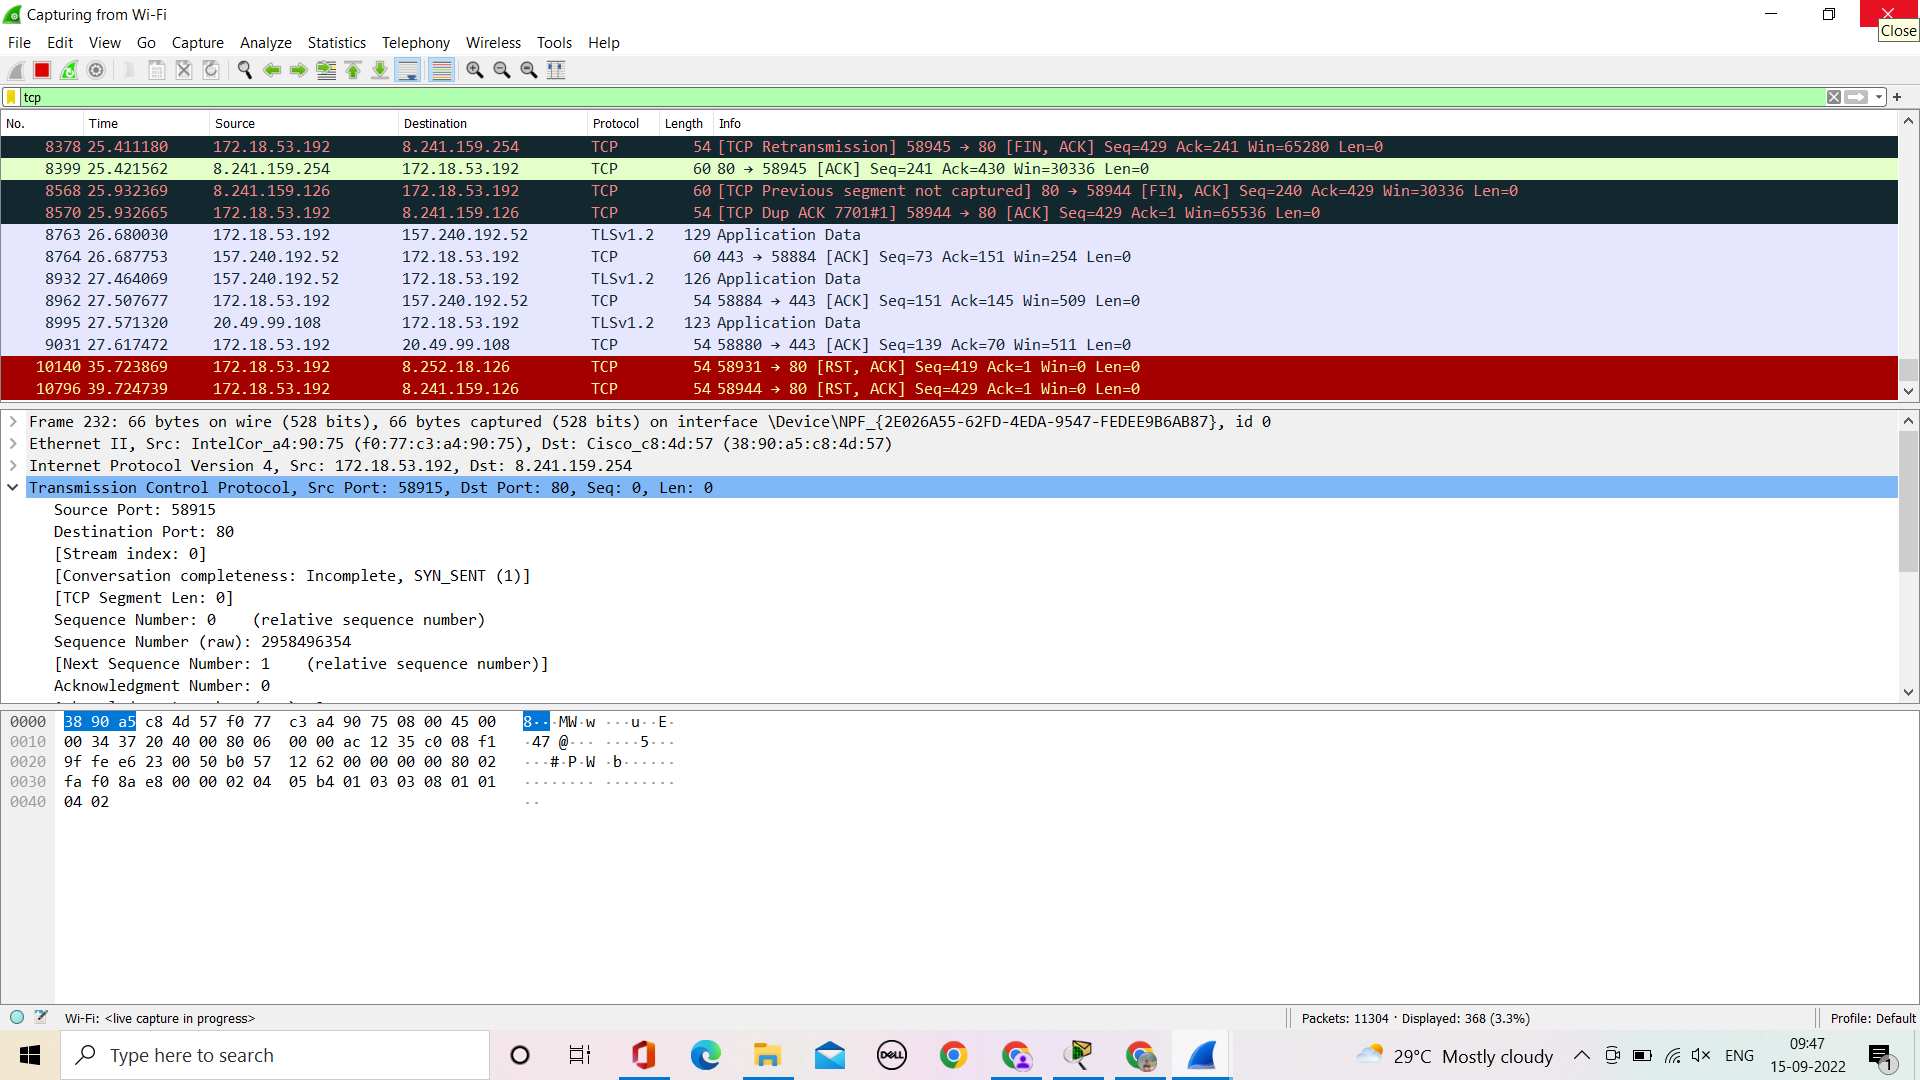 Capturing from Wi-Fi
Close
File Edit View Go Capture Analyze Statistics Telephony Wireless Tools Help
tcp
No. Time Source Destination Protocol Length Info
8378 25.411180 172.18.53.192 8.241.159.254 TCP 54 [TCP Retransmission] 58945 → 80 [FIN, ACK] Seq=429 Ack=241 Win=65280 Len=0
8399 25.421562 8.241.159.254 172.18.53.192 TCP 60 80 → 58945 [ACK] Seq=241 Ack=430 Win=30336 Len=0
8568 25.932369 8.241.159.126 172.18.53.192 TCP 60 [TCP Previous segment not captured] 80 → 58944 [FIN, ACK] Seq=240 Ack=429 Win=30336 Len=0
8570 25.932665 172.18.53.192 8.241.159.126 TCP 54 [TCP Dup ACK 7701#1] 58944 → 80 [ACK] Seq=429 Ack=1 Win=65536 Len=0
8763 26.680030 172.18.53.192 157.240.192.52 TLSv1.2 129 Application Data
8764 26.687753 157.240.192.52 172.18.53.192 TCP 60 443 → 58884 [ACK] Seq=73 Ack=151 Win=254 Len=0
8932 27.464069 157.240.192.52 172.18.53.192 TLSv1.2 126 Application Data
8962 27.507677 172.18.53.192 157.240.192.52 TCP 54 58884 → 443 [ACK] Seq=151 Ack=145 Win=509 Len=0
8995 27.571320 20.49.99.108 172.18.53.192 TLSv1.2 123 Application Data
9031 27.617472 172.18.53.192 20.49.99.108 TCP 54 58880 → 443 [ACK] Seq=139 Ack=70 Win=511 Len=0
10140 35.723869 172.18.53.192 8.252.18.126 TCP 54 58931 → 80 [RST, ACK] Seq=419 Ack=1 Win=0 Len=0
10796 39.724739 172.18.53.192 8.241.159.126 TCP 54 58944 → 80 [RST, ACK] Seq=429 Ack=1 Win=0 Len=0
Frame 232: 66 bytes on wire (528 bits), 66 bytes captured (528 bits) on interface \Device\NPF_{2E026A55-62FD-4EDA-9547-FEDEE9B6AB87}, id 0
Ethernet II, Src: IntelCor_a4:90:75 (f0:77:c3:a4:90:75), Dst: Cisco_c8:4d:57 (38:90:a5:c8:4d:57)
Internet Protocol Version 4, Src: 172.18.53.192, Dst: 8.241.159.254
Transmission Control Protocol, Src Port: 58915, Dst Port: 80, Seq: 0, Len: 0
Source Port: 58915
Destination Port: 80
[Stream index: 0]
[Conversation completeness: Incomplete, SYN_SENT (1)]
[TCP Segment Len: 0]
Sequence Number: 0 (relative sequence number)
Sequence Number (raw): 2958496354
[Next Sequence Number: 1 (relative sequence number)]
Acknowledgment Number: 0
0000 38 90 a5 c8 4d 57 f0 77 c3 a4 90 75 08 00 45 00 8···MW·w ···u··E·
0010 00 34 37 20 40 00 80 06 00 00 ac 12 35 c0 08 f1 ·47 @··· ····5···
0020 9f fe e6 23 00 50 b0 57 12 62 00 00 00 00 80 02 ···#·P·W ·b······
0030 fa f0 8a e8 00 00 02 04 05 b4 01 03 03 08 01 01 ········ ········
0040 04 02 ··
Wi-Fi: <live capture in progress>
Packets: 11304 · Displayed: 368 (3.3%)
Profile: Default
Type here to search
DELL
29°C Mostly cloudy
ENG
09:47
15-09-2022
1